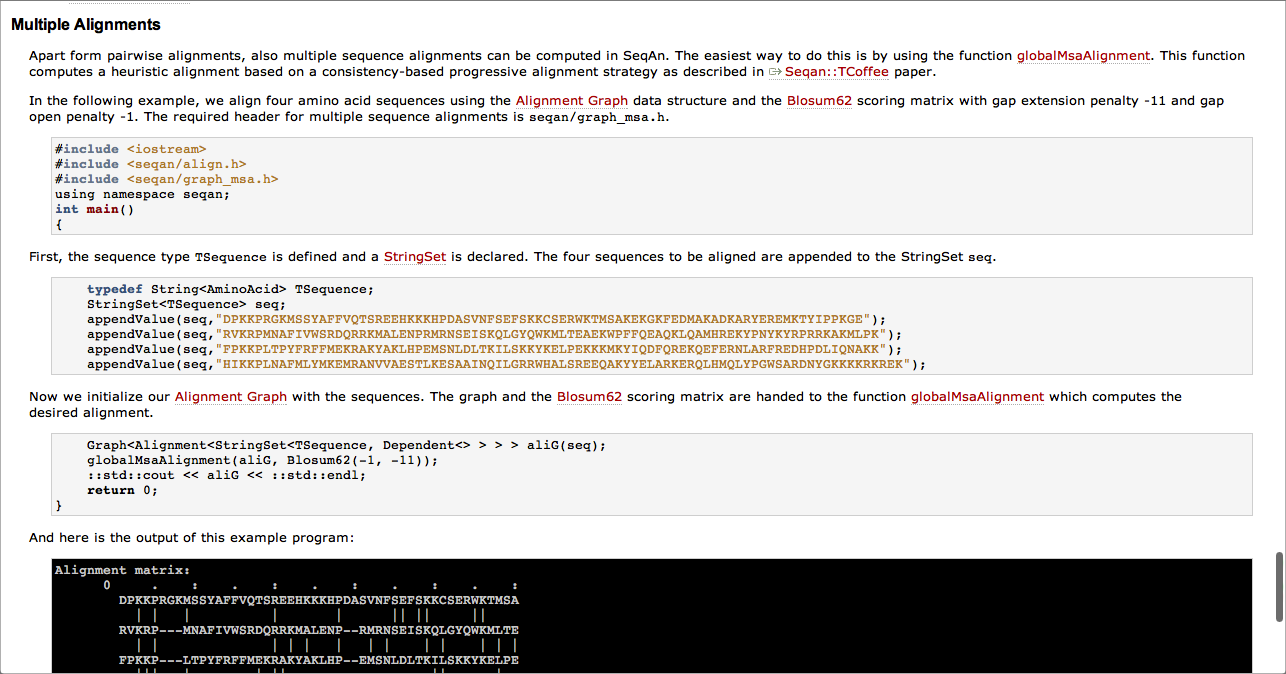 Multiple Alignments
Apart form pairwise alignments, also multiple sequence alignments can be computed in SeqAn. The easiest way to do this is by using the function globalMsaAlignment. This function
computes a heuristic alignment based on a consistency-based progressive alignment strategy as described in Seqan::TCoffee paper.
In the following example, we align four amino acid sequences using the Alignment Graph data structure and the Blosum62 scoring matrix with gap extension penalty -11 and gap
open penalty -1. The required header for multiple sequence alignments is seqan/graph_msa.h.
#include <iostream>
#include <seqan/align.h>
#include <seqan/graph_msa.h>
using namespace seqan;
int main()
{
First, the sequence type TSequence is defined and a StringSet is declared. The four sequences to be aligned are appended to the StringSet seq.
typedef String<AminoAcid> TSequence;
StringSet<TSequence> seq;
appendValue(seq,"DPKKPRGKMSSYAFFVQTSREEHKKKHPDASVNFSEFSKKCSERWKTMSAKEKGKFEDMAKADKARYEREMKTYIPPKGE");
appendValue(seq,"RVKRPMNAFIVWSRDQRRKMALENPRMRNSEISKQLGYQWKMLTEAEKWPFFQEAQKLQAMHREKYPNYKYRPRRKAKMLPK");
appendValue(seq,"FPKKPLTPYFRFFMEKRAKYAKLHPEMSNLDLTKILSKKYKELPEKKKMKYIQDFQREKQEFERNLARFREDHPDLIQNAKK");
appendValue(seq,"HIKKPLNAFMLYMKEMRANVVAESTLKESAAINQILGRRWHALSREEQAKYYELARKERQLHMQLYPGWSARDNYGKKKKRKREK");
Now we initialize our Alignment Graph with the sequences. The graph and the Blosum62 scoring matrix are handed to the function globalMsaAlignment which computes the
desired alignment.
Graph<Alignment<StringSet<TSequence, Dependent<> > > > aliG(seq);
globalMsaAlignment(aliG, Blosum62(-1, -11));
::std::cout << aliG << ::std::endl;
return 0;
}
And here is the output of this example program:
Alignment matrix:
0 . : . : . : . : . :
DPKKPRGKMSSYAFFVQTSREEHKKKHPDASVNFSEFSKKCSERWKTMSA
| | | | | || || ||
RVKRP---MNAFIVWSRDQRRKMALENP--RMRNSEISKQLGYQWKMLTE
| | | | | | | | | | | | |
FPKKP---LTPYFRFFMEKRAKYAKLHP--EMSNLDLTKILSKKYKELPE